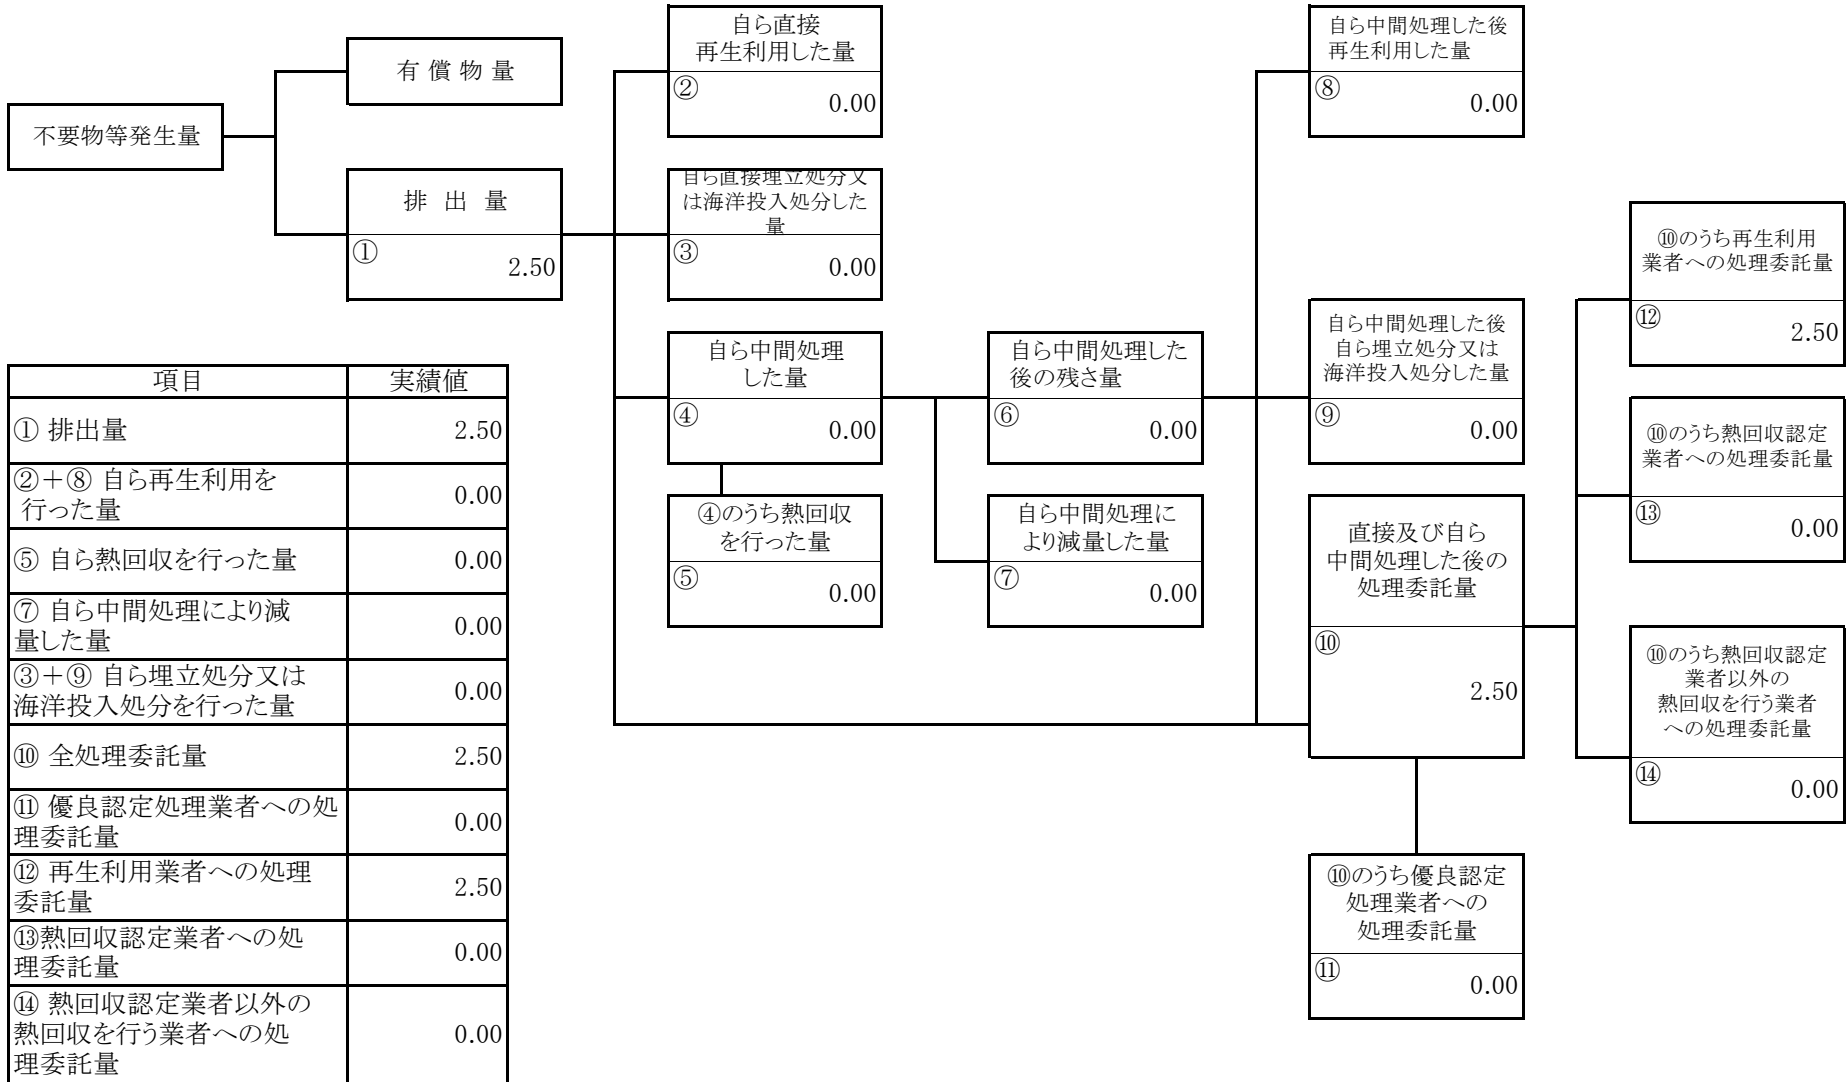 不要物等発生量
有 償 物 量
排 出 量
①
2.50
自ら直接
再生利用した量
②
0.00
自ら直接埋立処分又
は海洋投入処分した
量
③
0.00
自ら中間処理
した量
④
0.00
④のうち熱回収
を行った量
⑤
0.00
自ら中間処理した
後の残さ量
⑥
0.00
自ら中間処理に
より減量した量
⑦
0.00
自ら中間処理した後
再生利用した量
⑧
0.00
自ら中間処理した後
自ら埋立処分又は
海洋投入処分した量
⑨
0.00
直接及び自ら
中間処理した後の
処理委託量
⑩
2.50
⑩のうち優良認定
処理業者への
処理委託量
⑪
0.00
⑩のうち再生利用
業者への処理委託量
⑫
2.50
⑩のうち熱回収認定
業者への処理委託量
⑬
0.00
⑩のうち熱回収認定
業者以外の
熱回収を行う業者
への処理委託量
⑭
0.00
項目 実績値
① 排出量 2.50
②＋⑧ 自ら再生利用を
行った量 0.00
⑤ 自ら熱回収を行った量 0.00
⑦ 自ら中間処理により減
量した量 0.00
③＋⑨ 自ら埋立処分又は
海洋投入処分を行った量 0.00
⑩ 全処理委託量 2.50
⑪ 優良認定処理業者への処
理委託量 0.00
⑫ 再生利用業者への処理
委託量 2.50
⑬熱回収認定業者への処
理委託量 0.00
⑭ 熱回収認定業者以外の
熱回収を行う業者への処
理委託量 0.00